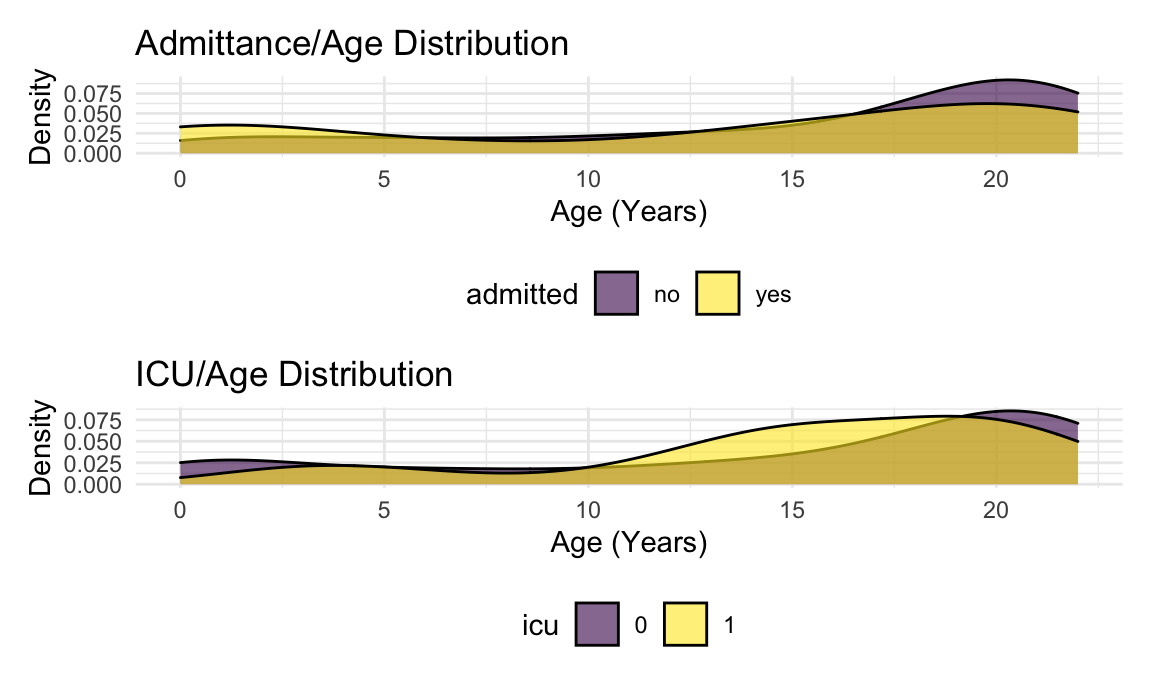 Admittance/Age Distribution
Density
0.075
0.050
0.025
0.000
0 5 10 15 20
Age (Years)
admitted no yes
ICU/Age Distribution
Density
0.075
0.050
0.025
0.000
0 5 10 15 20
Age (Years)
icu 0 1